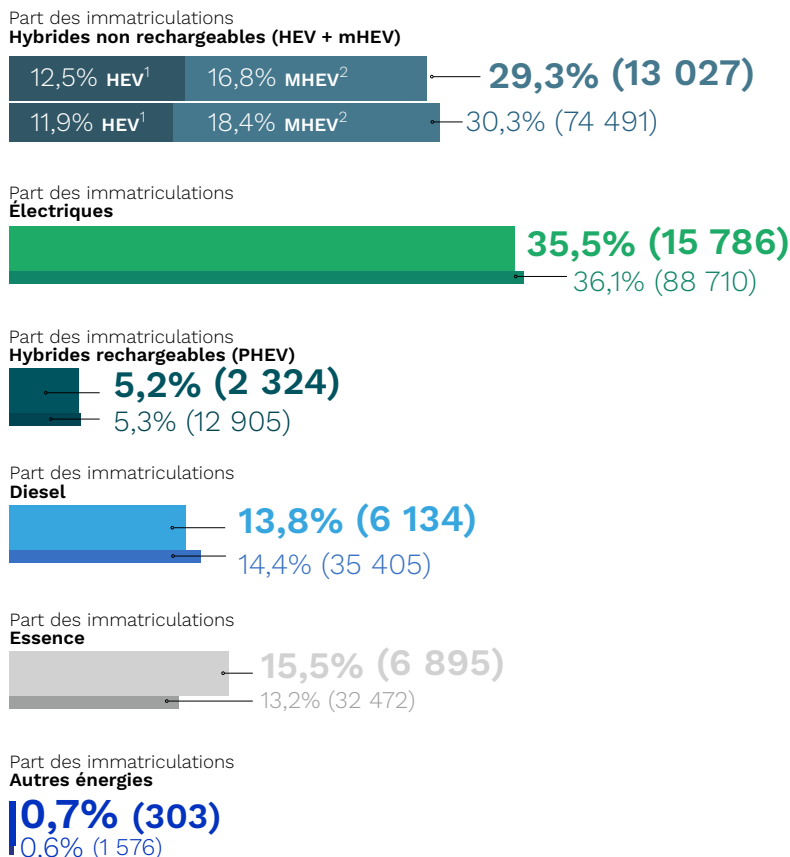 Part des immatriculations
Hybrides non rechargeables (HEV + mHEV)
12,5% HEV¹ 16,8% MHEV² 29,3% (13 027)
11,9% HEV¹ 18,4% MHEV² 30,3% (74 491)
Part des immatriculations
Électriques
35,5% (15 786)
36,1% (88 710)
Part des immatriculations
Hybrides rechargeables (PHEV)
5,2% (2 324)
5,3% (12 905)
Part des immatriculations
Diesel
13,8% (6 134)
14,4% (35 405)
Part des immatriculations
Essence
15,5% (6 895)
13,2% (32 472)
Part des immatriculations
Autres énergies
0,7% (303)
0,6% (1 576)